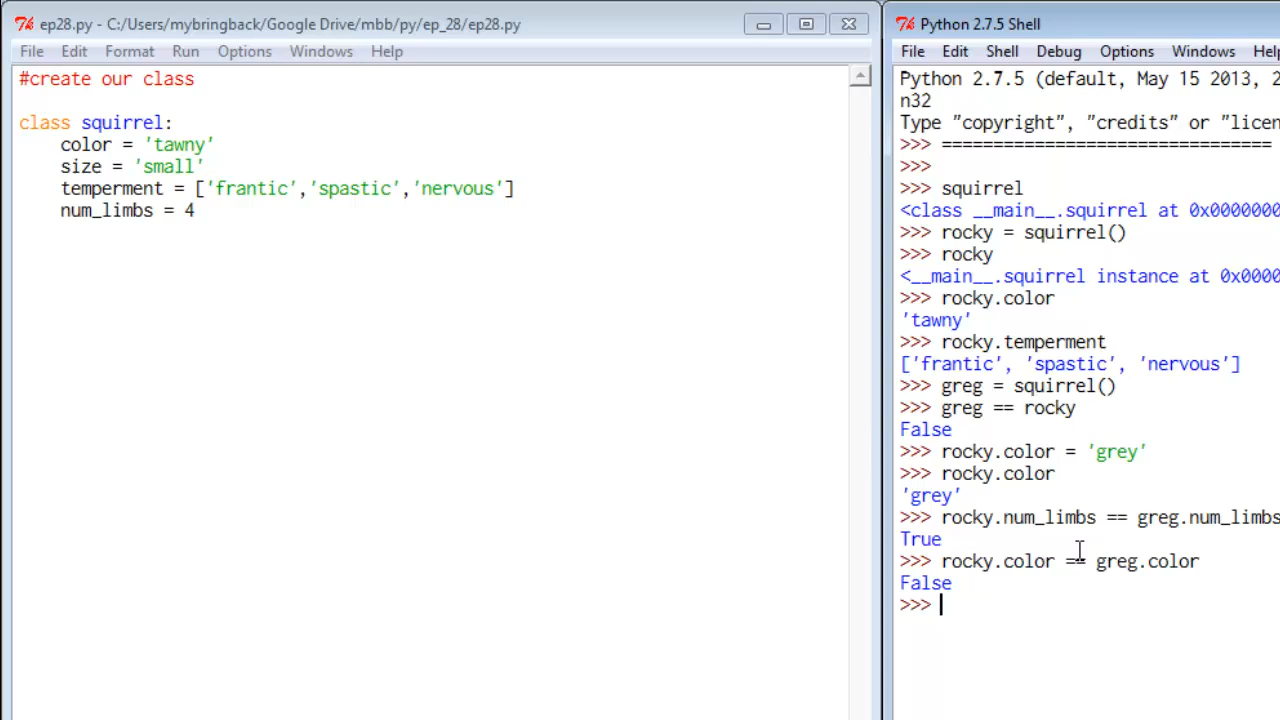 ep28.py - C:/Users/mybringback/Google Drive/mbb/py/ep_28/ep28.py
File Edit Format Run Options Windows Help
#create our class
class squirrel:
color = 'tawny'
size = 'small'
temperment = ['frantic','spastic','nervous']
num_limbs = 4
Python 2.7.5 Shell
File Edit Shell Debug Options Windows Help
Python 2.7.5 (default, May 15 2013, 2
n32
Type "copyright", "credits" or "licen
>>> ================================
>>>
>>> squirrel
<class __main__.squirrel at 0x0000000
>>> rocky = squirrel()
>>> rocky
<__main__.squirrel instance at 0x0000
>>> rocky.color
'tawny'
>>> rocky.temperment
['frantic', 'spastic', 'nervous']
>>> greg = squirrel()
>>> greg == rocky
False
>>> rocky.color = 'grey'
>>> rocky.color
'grey'
>>> rocky.num_limbs == greg.num_limbs
True
>>> rocky.color == greg.color
False
>>>